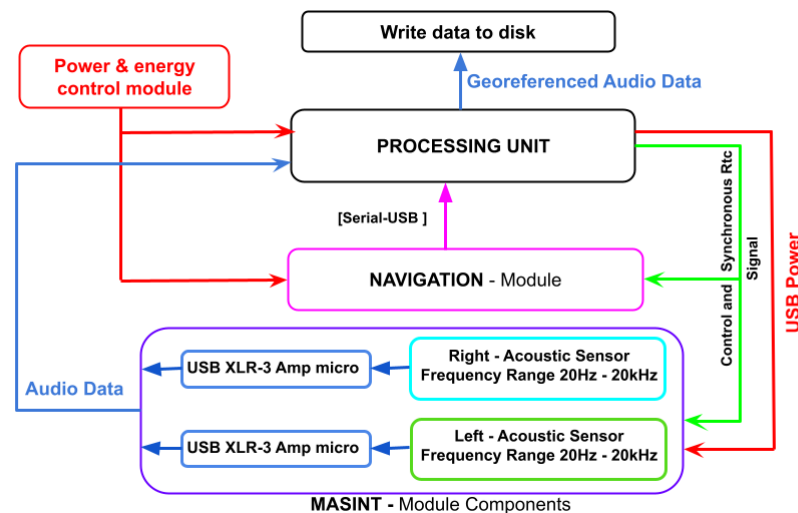 Write data to disk
Power & energy
control module
Georeferenced Audio Data
PROCESSING UNIT
[Serial-USB ]
NAVIGATION - Module
Control and Synchronous Rtc
Signal
USB Power
Right - Acoustic Sensor
Frequency Range 20Hz - 20kHz
USB XLR-3 Amp micro
Audio Data
Left - Acoustic Sensor
Frequency Range 20Hz - 20kHz
USB XLR-3 Amp micro
MASINT - Module Components